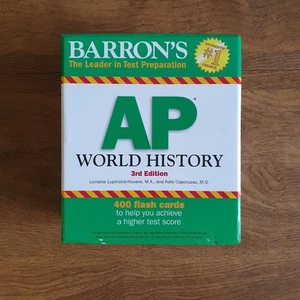 BARRON'S
The Leader in Test Preparation
#1
AP*
WORLD HISTORY
3rd Edition
Lorraine Lupinskie-Huvane, M.A., and Kate Caporusso, M.S.
400 flash cards
to help you achieve
a higher test score